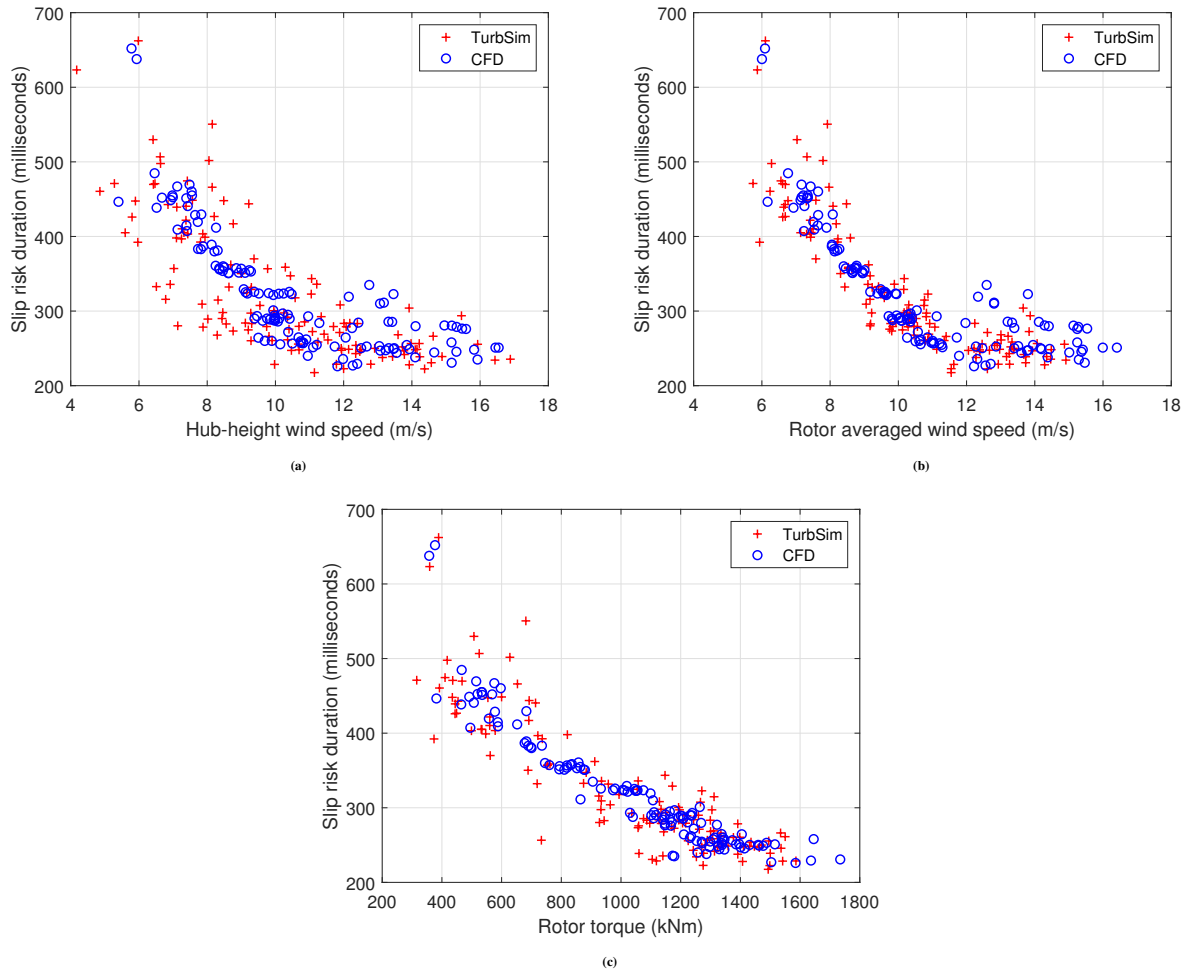 700
600
500
400
300
200
Slip risk duration (milliseconds)
4 6 8 10 12 14 16 18
Hub-height wind speed (m/s)
TurbSim
CFD
(a)
700
600
500
400
300
200
Slip risk duration (milliseconds)
4 6 8 10 12 14 16 18
Rotor averaged wind speed (m/s)
TurbSim
CFD
(b)
700
600
500
400
300
200
Slip risk duration (milliseconds)
200 400 600 800 1000 1200 1400 1600 1800
Rotor torque (kNm)
TurbSim
CFD
(c)